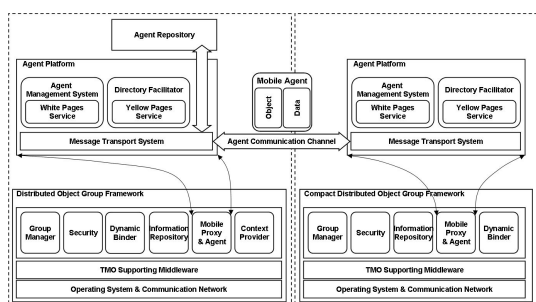 Agent Repository
Agent Platform
Agent
Management System
White Pages
Service
Directory Facilitator
Yellow Pages
Service
Message Transport System
Mobile Agent
Object
Data
Agent Communication Channel
Agent Platform
Agent
Management System
White Pages
Service
Directory Facilitator
Yellow Pages
Service
Message Transport System
Distributed Object Group Framework
Group
Manager
Security
Dynamic
Binder
Information
Repository
Mobile
Proxy
& Agent
Context
Provider
TMO Supporting Middleware
Operating System & Communication Network
Compact Distributed Object Group Framework
Group
Manager
Security
Information
Repository
Mobile
Proxy
& Agent
Dynamic
Binder
TMO Supporting Middleware
Operating System & Communication Network